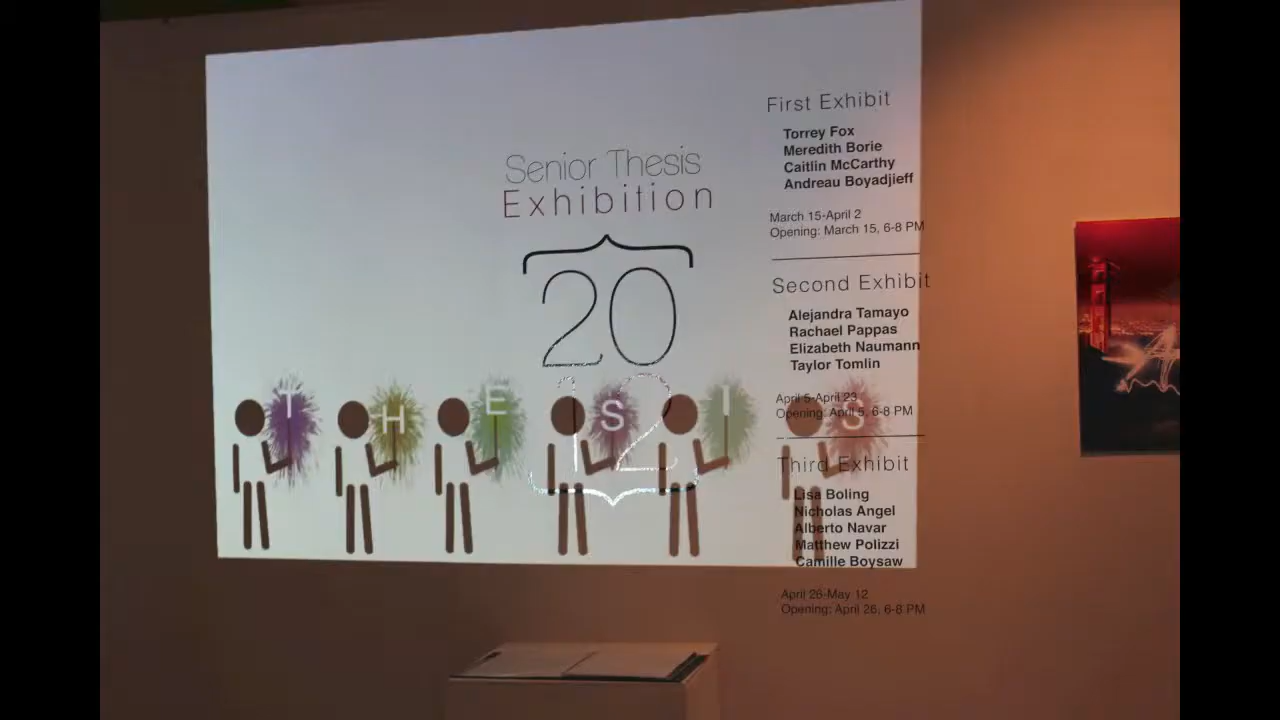 Senior Thesis
Exhibition
20
12
T H E S I S
First Exhibit
Torrey Fox
Meredith Borie
Caitlin McCarthy
Andreau Boyadjieff
March 15-April 2
Opening: March 15, 6-8 PM
Second Exhibit
Alejandra Tamayo
Rachael Pappas
Elizabeth Naumann
Taylor Tomlin
April 5-April 23
Opening: April 5, 6-8 PM
Third Exhibit
Lisa Boling
Nicholas Angel
Alberto Navar
Matthew Polizzi
Camille Boysaw
April 26-May 12
Opening: April 26, 6-8 PM